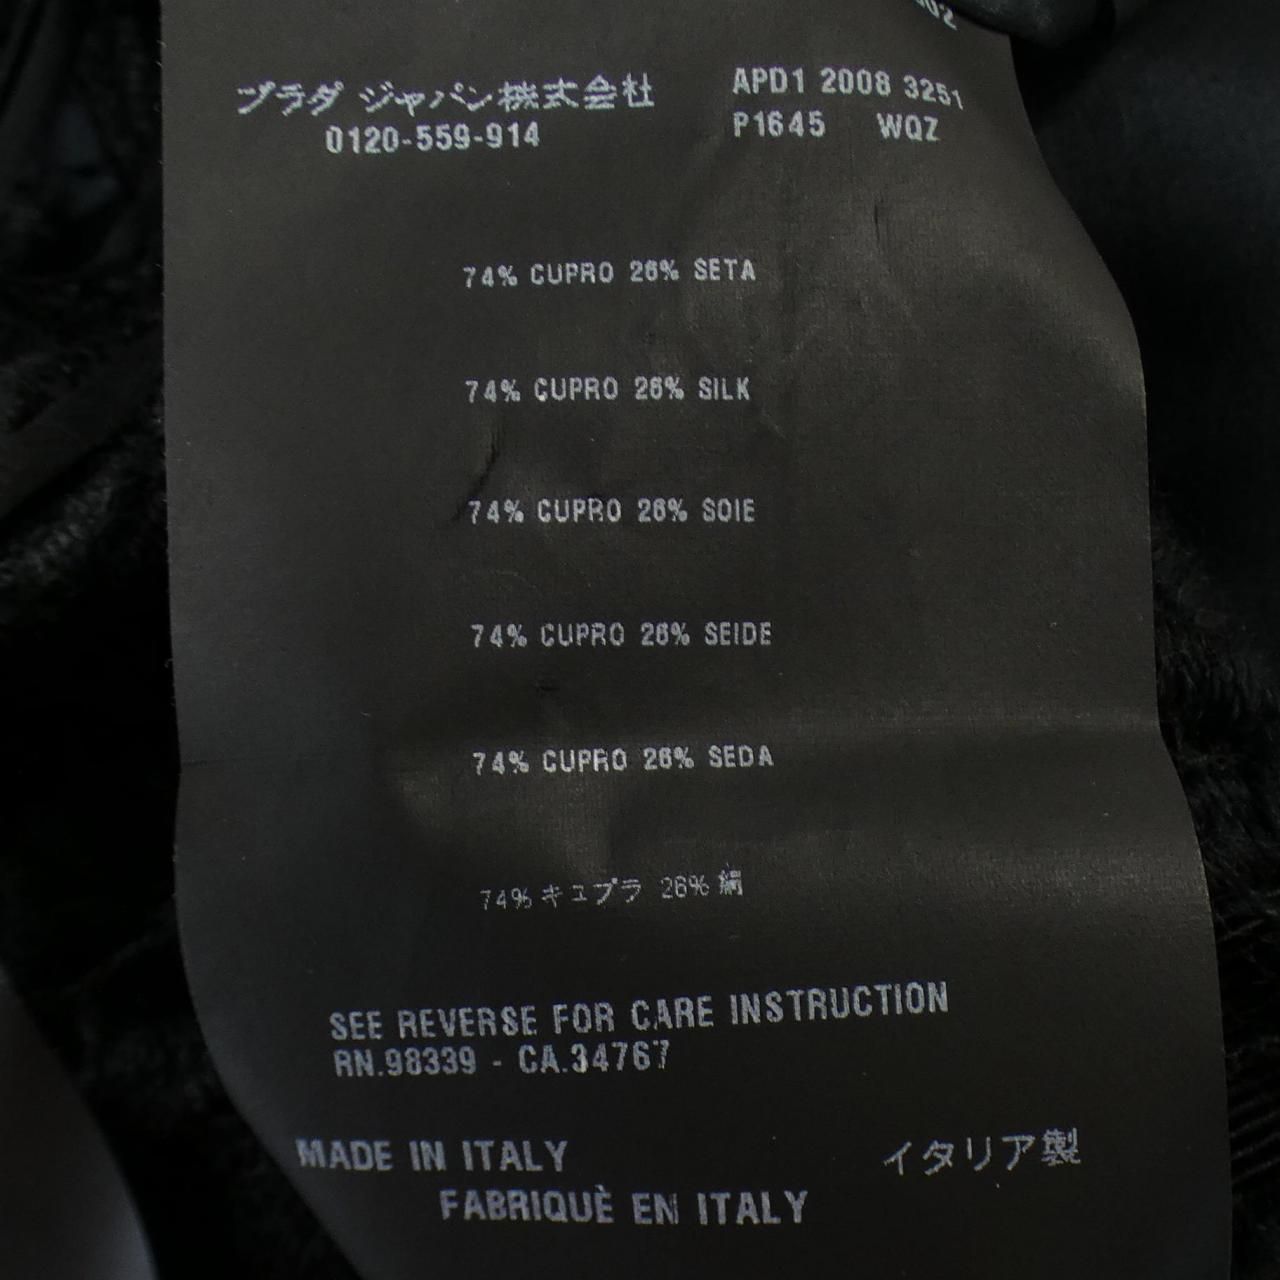 プラダ ジャパン株式会社
0120-559-914
APD1 2008 3251
P1645 WQZ
74% CUPRO 26% SETA
74% CUPRO 26% SILK
74% CUPRO 26% SOIE
74% CUPRO 26% SEIDE
74% CUPRO 26% SEDA
74% キュプラ 26% 絹
SEE REVERSE FOR CARE INSTRUCTION
RN.98339 - CA.34767
MADE IN ITALY
イタリア製
FABRIQUÈ EN ITALY